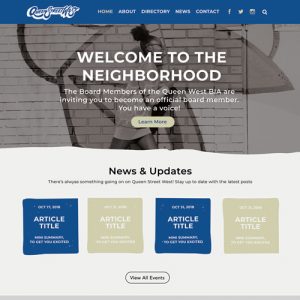 Queen Street West
HOME ABOUT DIRECTORY NEWS CONTACT
WELCOME TO THE
NEIGHBORHOOD
The Board Members of the Queen West BIA are
inviting you to become an official board member.
You have a voice!
Learn More
News & Updates
There's always something going on on Queen Street West! Stay up to date with the latest posts
OCT 17, 2018
ARTICLE
TITLE
MINI SUMMARY,
TO GET YOU EXCITED
OCT 31, 2018
ARTICLE
TITLE
MINI SUMMARY,
TO GET YOU EXCITED
OCT 17, 2018
ARTICLE
TITLE
MINI SUMMARY,
TO GET YOU EXCITED
OCT 31, 2018
ARTICLE
TITLE
MINI SUMMARY,
TO GET YOU EXCITED
View All Events